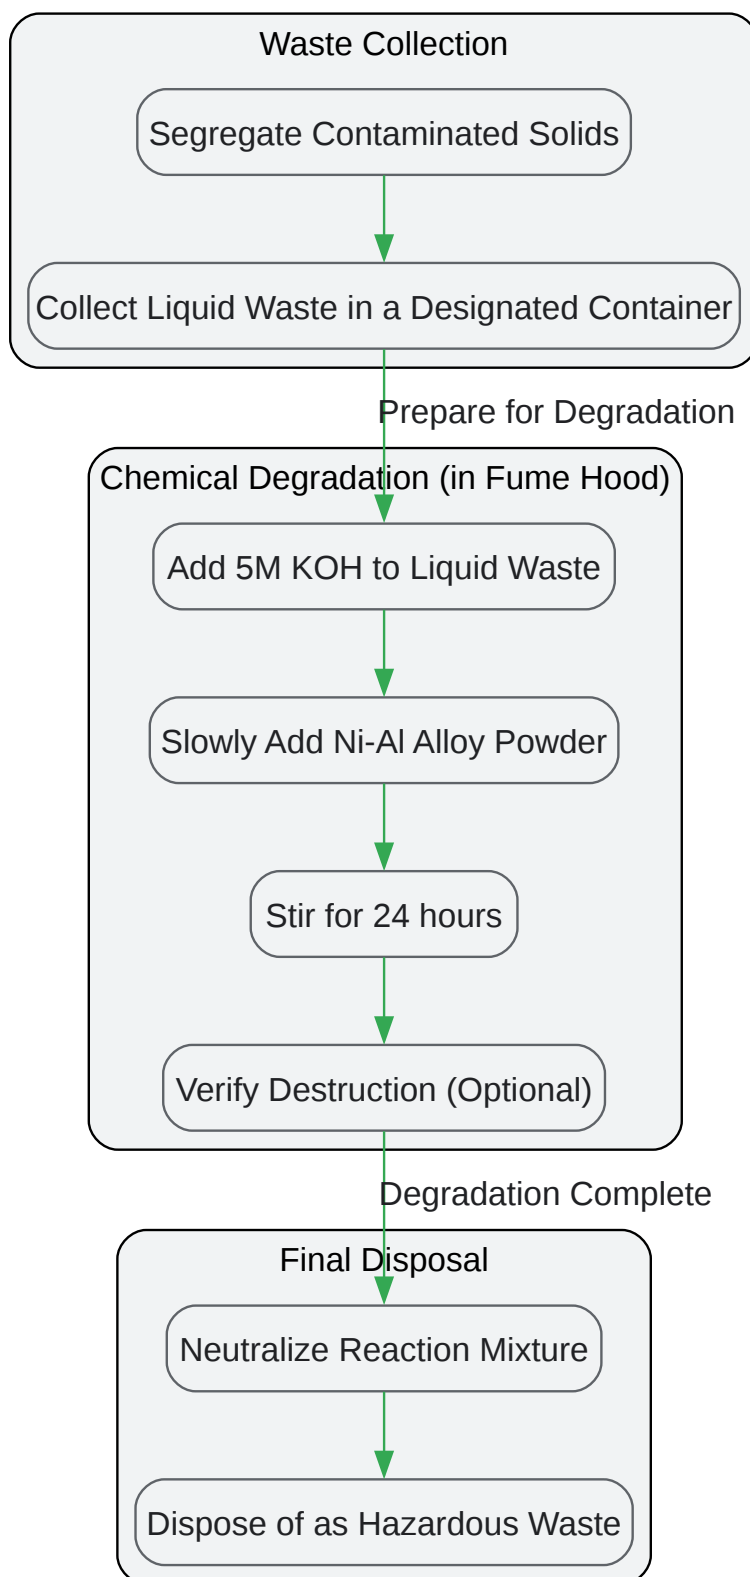 Waste Collection
Segregate Contaminated Solids
Collect Liquid Waste in a Designated Container
Prepare for Degradation
Chemical Degradation (in Fume Hood)
Add 5M KOH to Liquid Waste
Slowly Add Ni-Al Alloy Powder
Stir for 24 hours
Verify Destruction (Optional)
Degradation Complete
Final Disposal
Neutralize Reaction Mixture
Dispose of as Hazardous Waste